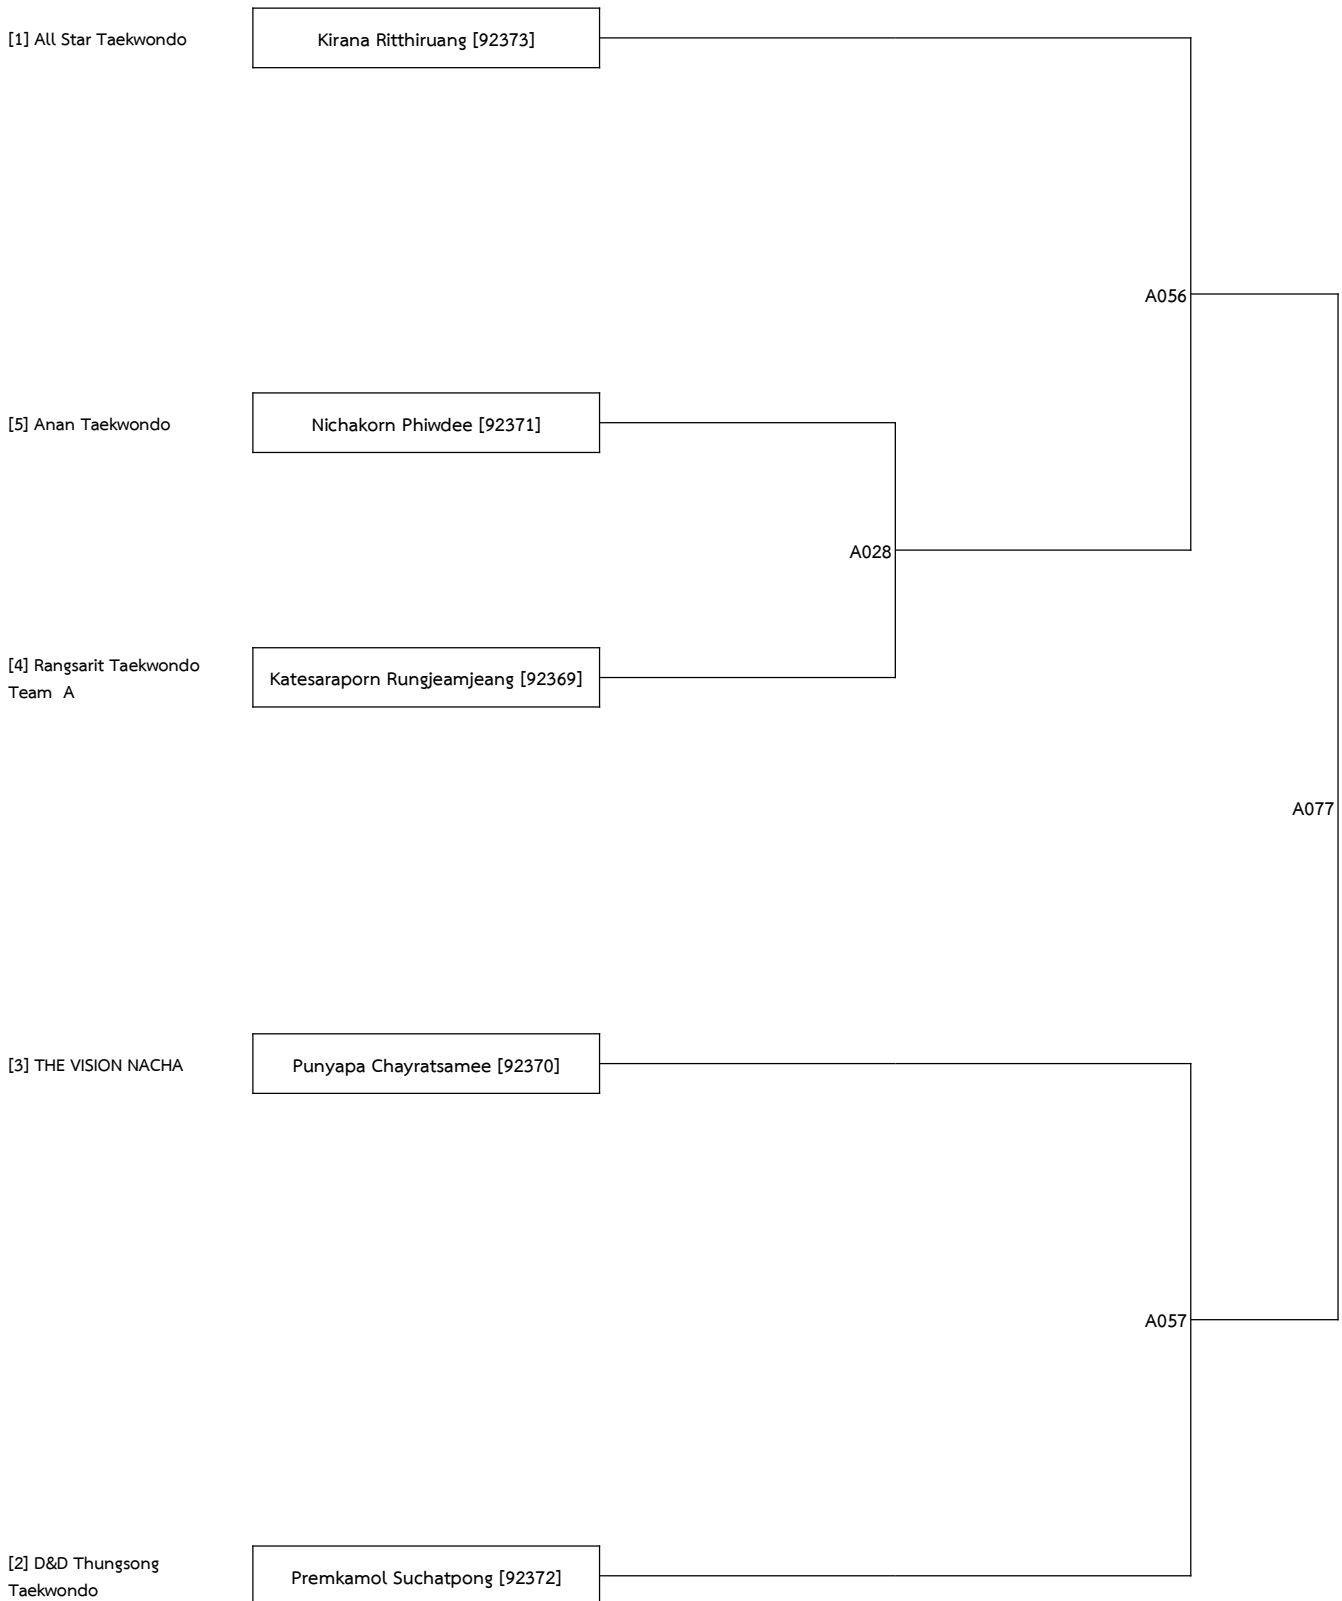 [1] All Star Taekwondo
Kirana Ritthiruang [92373]
A056
[5] Anan Taekwondo
Nichakorn Phiwdee [92371]
A028
[4] Rangsarit Taekwondo
Team  A
Katesaraporn Rungjeamjeang [92369]
A077
[3] THE VISION NACHA
Punyapa Chayratsamee [92370]
A057
[2] D&D Thungsong
Taekwondo
Premkamol Suchatpong [92372]